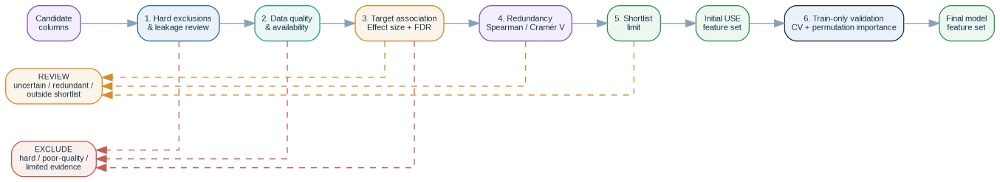 Candidate
columns
1. Hard exclusions
& leakage review
2. Data quality
& availability
3. Target association
Effect size + FDR
4. Redundancy
Spearman / Cramér V
5. Shortlist
limit
Initial USE
feature set
6. Train-only validation
CV + permutation importance
Final model
feature set
REVIEW
uncertain / redundant /
outside shortlist
EXCLUDE
hard / poor-quality /
limited evidence